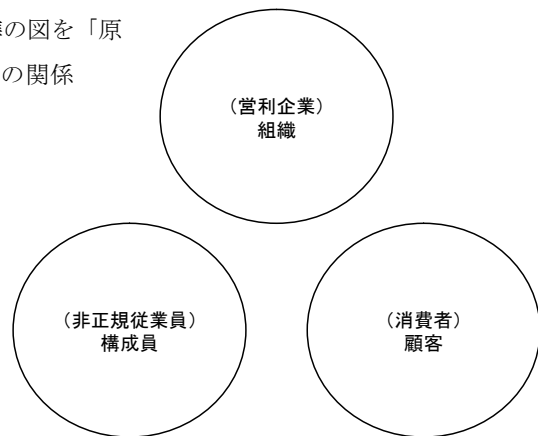 の図を「原
の関係
（営利企業）
組織
（非正規従業員）
構成員
（消費者）
顧客